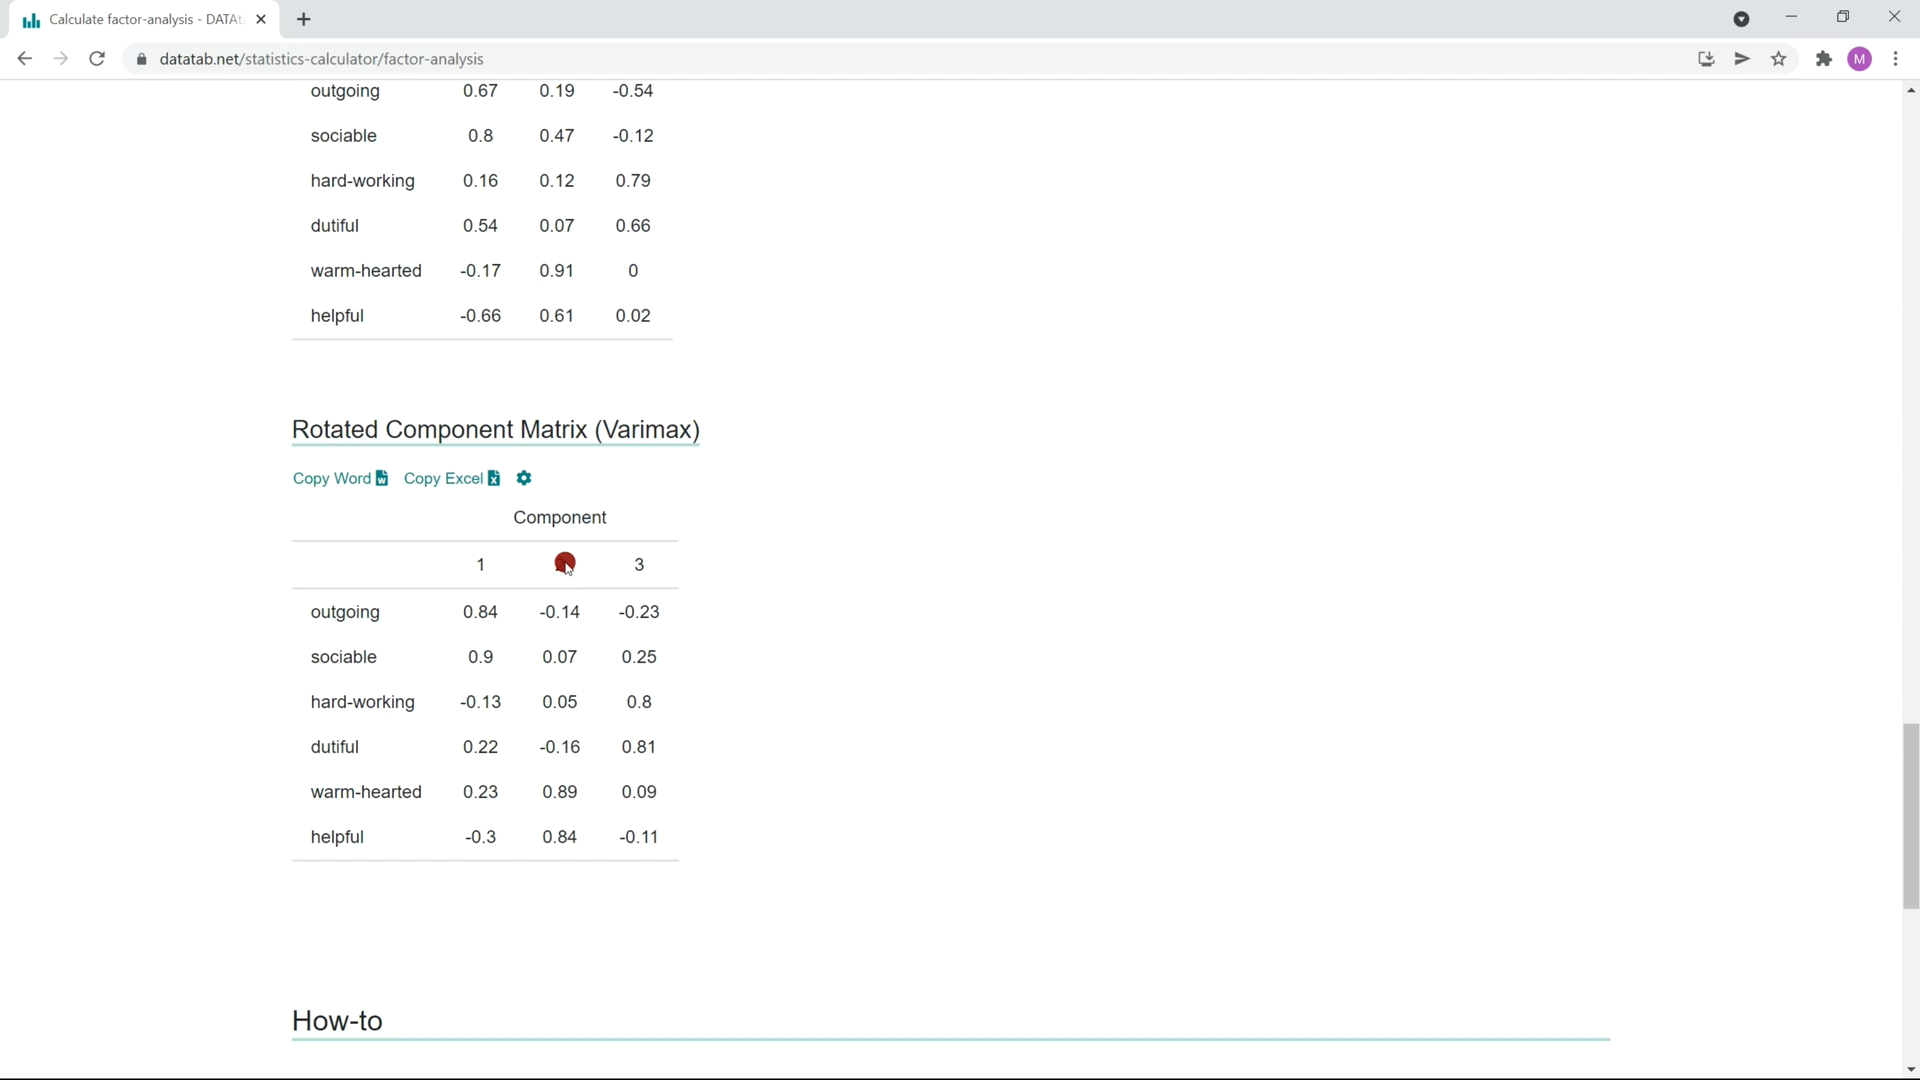 Calculate factor-analysis - DATAt
datatab.net/statistics-calculator/factor-analysis
M
outgoing 0.67 0.19 -0.54
sociable 0.8 0.47 -0.12
hard-working 0.16 0.12 0.79
dutiful 0.54 0.07 0.66
warm-hearted -0.17 0.91 0
helpful -0.66 0.61 0.02
Rotated Component Matrix (Varimax)
Copy Word Copy Excel
Component
1 3
outgoing 0.84 -0.14 -0.23
sociable 0.9 0.07 0.25
hard-working -0.13 0.05 0.8
dutiful 0.22 -0.16 0.81
warm-hearted 0.23 0.89 0.09
helpful -0.3 0.84 -0.11
How-to